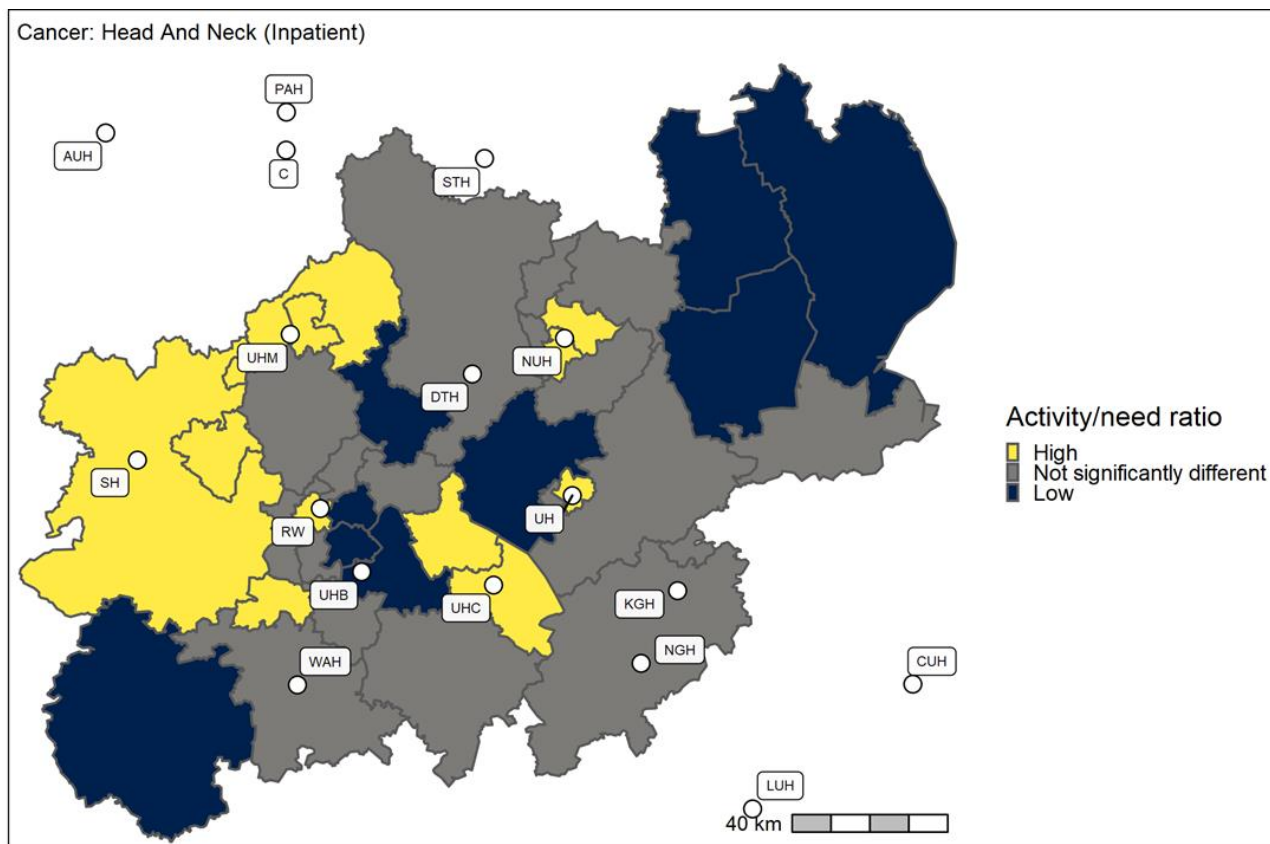 Cancer: Head And Neck (Inpatient)
PAH
AUH
C
STH
UHM
NUH
DTH
SH
UH
RW
UHB
UHC
KGH
NGH
WAH
CUH
LUH
40 km
Activity/need ratio
High
Not significantly different
Low